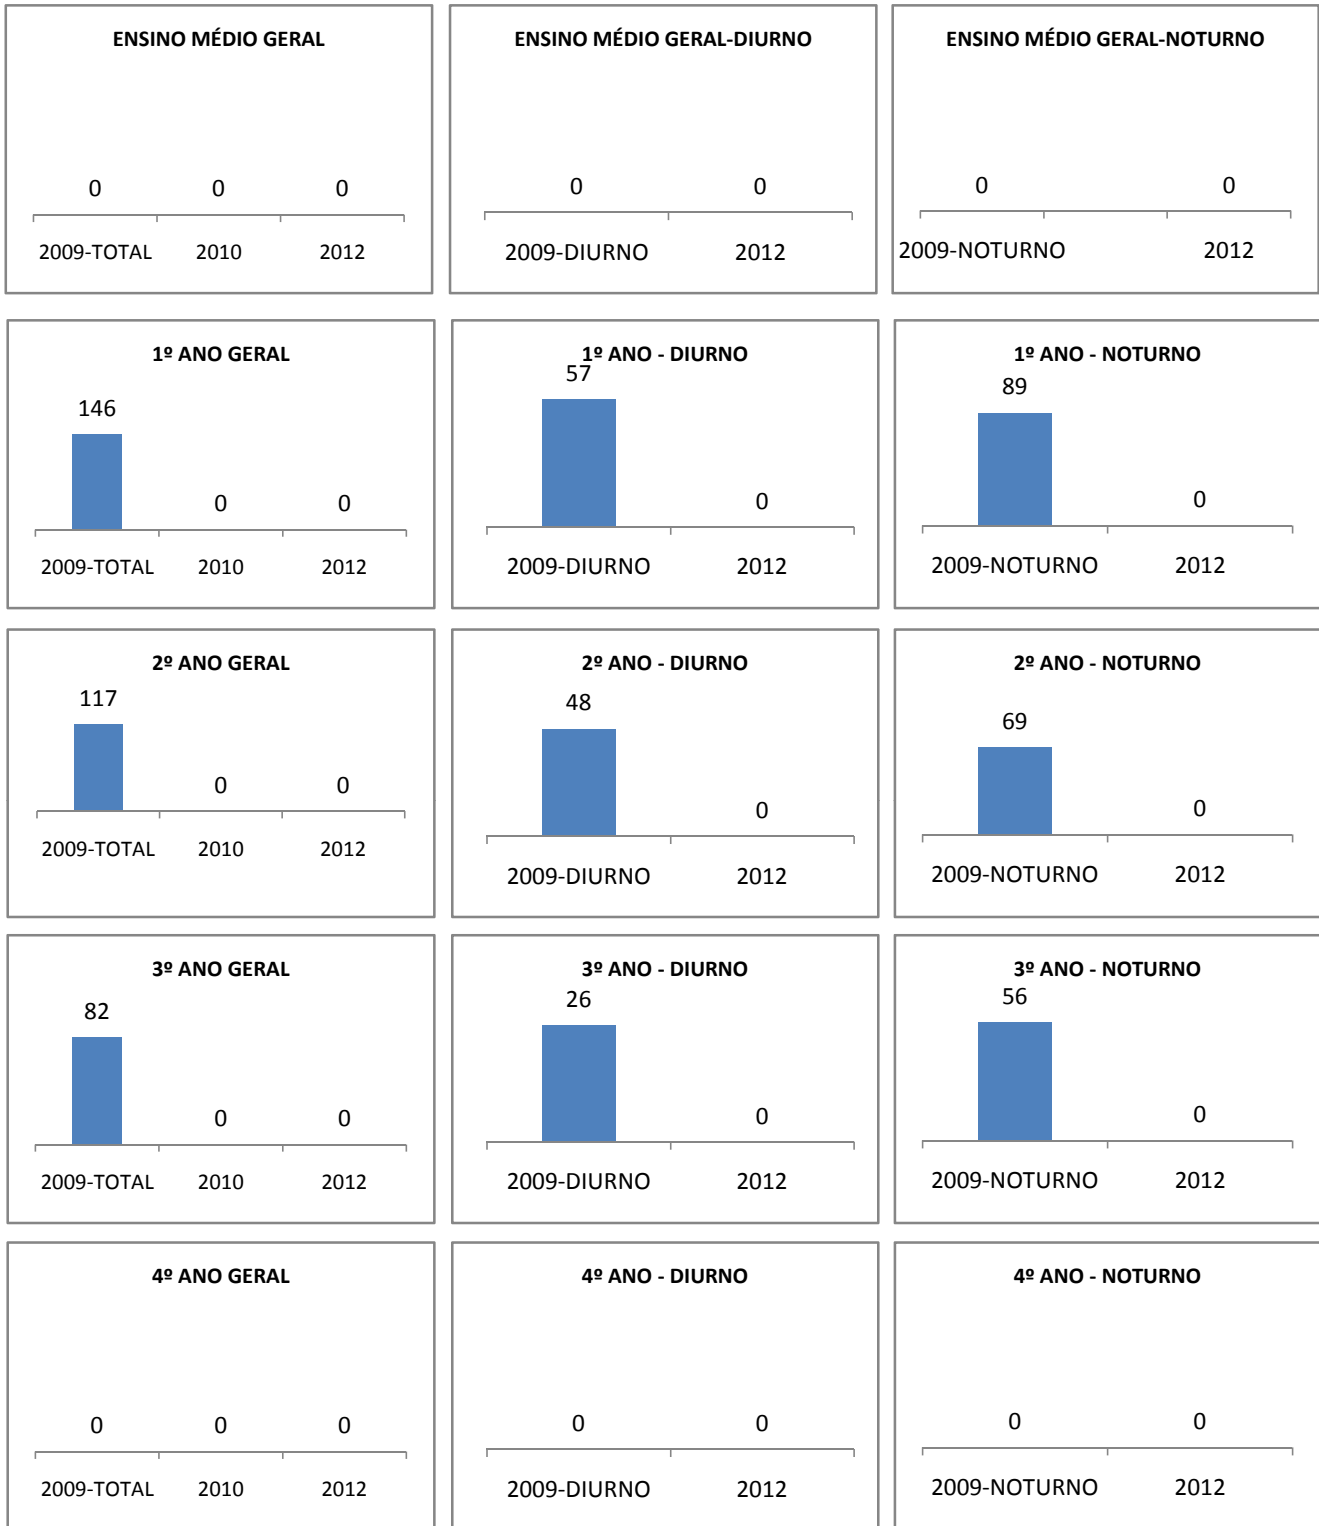 ENSINO MÉDIO GERAL
0 0 0
2009-TOTAL 2010 2012
ENSINO MÉDIO GERAL-DIURNO
0 0
2009-DIURNO 2012
ENSINO MÉDIO GERAL-NOTURNO
0 0
2009-NOTURNO 2012
1º ANO GERAL
146
0 0
2009-TOTAL 2010 2012
1º ANO - DIURNO
57
0
2009-DIURNO 2012
1º ANO - NOTURNO
89
0
2009-NOTURNO 2012
2º ANO GERAL
117
0 0
2009-TOTAL 2010 2012
2º ANO - DIURNO
48
0
2009-DIURNO 2012
2º ANO - NOTURNO
69
0
2009-NOTURNO 2012
3º ANO GERAL
82
0 0
2009-TOTAL 2010 2012
3º ANO - DIURNO
26
0
2009-DIURNO 2012
3º ANO - NOTURNO
56
0
2009-NOTURNO 2012
4º ANO GERAL
0 0 0
2009-TOTAL 2010 2012
4º ANO - DIURNO
0 0
2009-DIURNO 2012
4º ANO - NOTURNO
0 0
2009-NOTURNO 2012